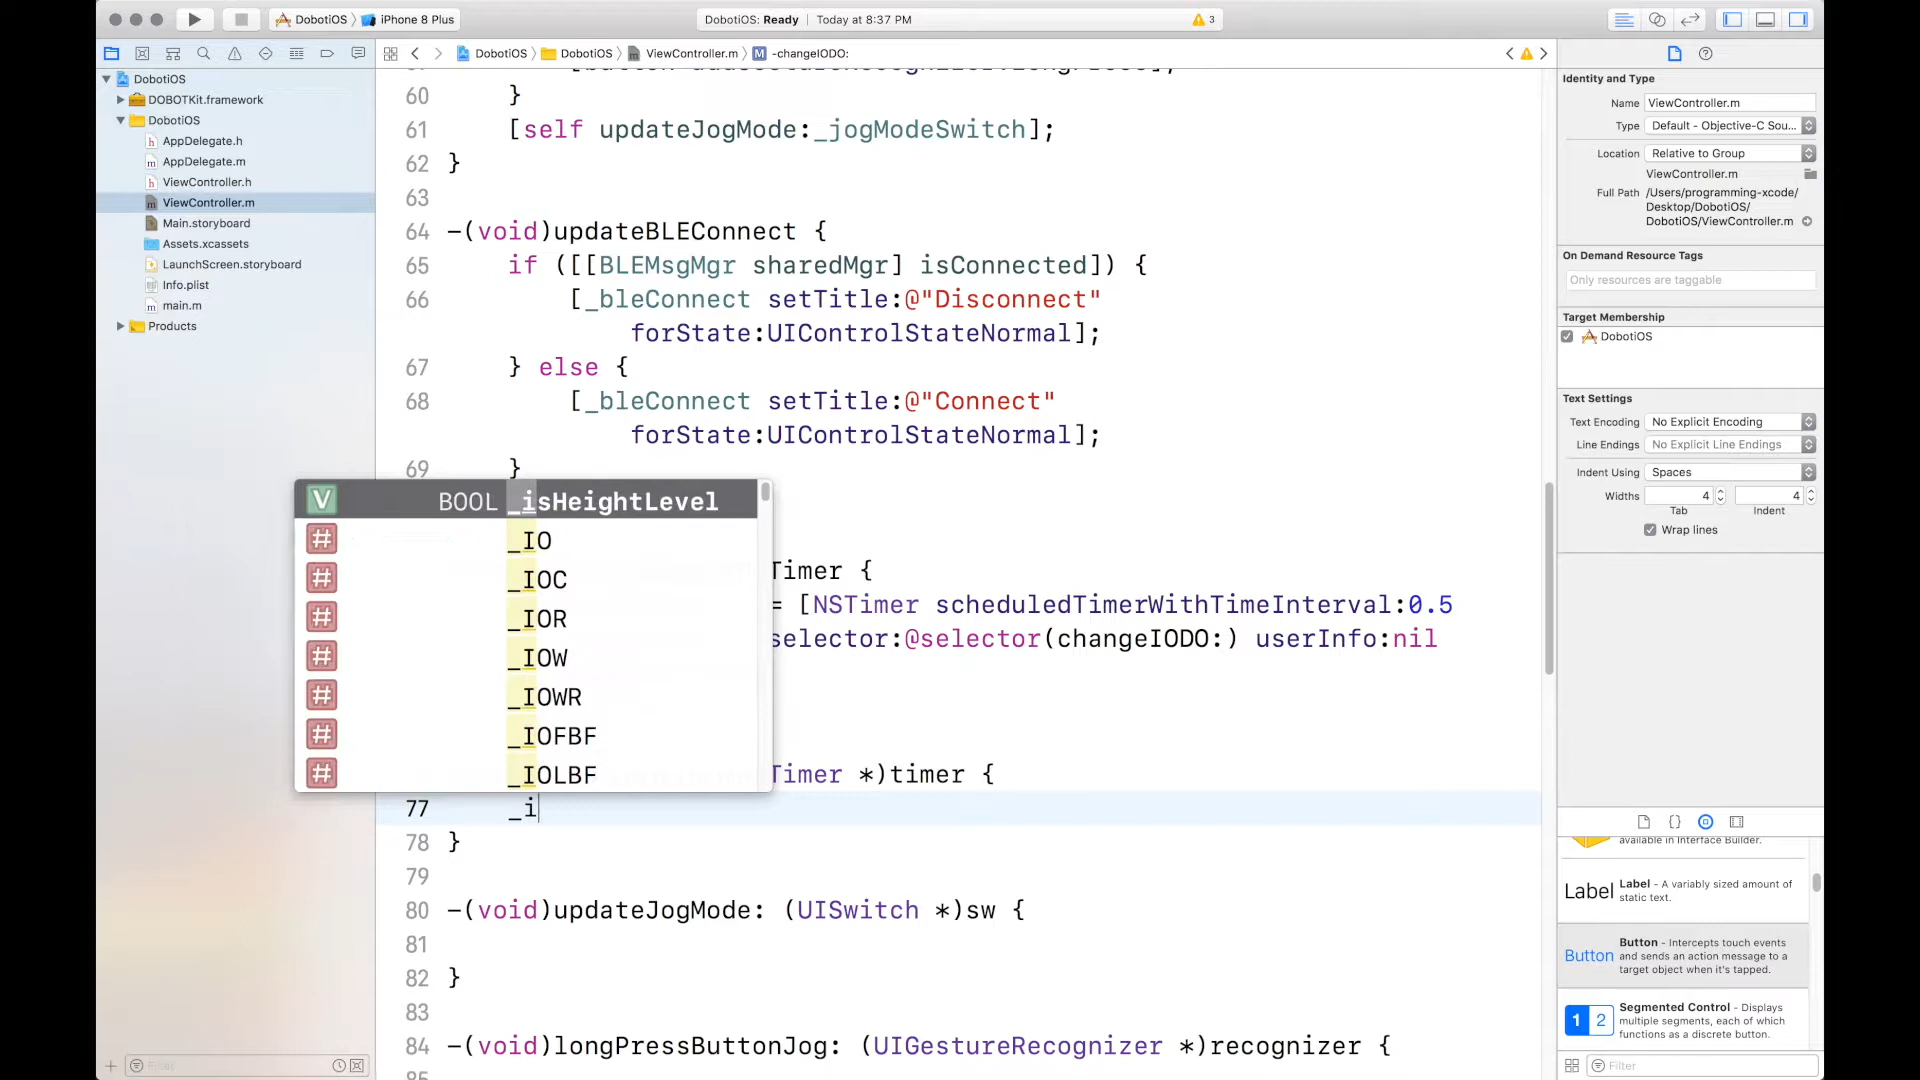 DobotiOS
iPhone 8 Plus
DobotiOS: Ready | Today at 8:37 PM
3
DobotiOS
DobotiOS
ViewController.m
M
-changeIODO:
DobotiOS
DOBOTKit.framework
DobotiOS
AppDelegate.h
AppDelegate.m
ViewController.h
ViewController.m
Main.storyboard
Assets.xcassets
LaunchScreen.storyboard
Info.plist
main.m
Products
Filter
60 }
61 [self updateJogMode:_jogModeSwitch];
62 }
63
64 -(void)updateBLEConnect {
65 if ([[BLEMsgMgr sharedMgr] isConnected]) {
66 [_bleConnect setTitle:@"Disconnect"
forState:UIControlStateNormal];
67 } else {
68 [_bleConnect setTitle:@"Connect"
forState:UIControlStateNormal];
69 }
V BOOL _isHeightLevel
# _IO
# _IOC
# _IOR
# _IOW
# _IOWR
# _IOFBF
# _IOLBF
Timer {
= [NSTimer scheduledTimerWithTimeInterval:0.5
selector:@selector(changeIODO:) userInfo:nil
Timer *)timer {
77 _i
78 }
79
80 -(void)updateJogMode: (UISwitch *)sw {
81
82 }
83
84 -(void)longPressButtonJog: (UIGestureRecognizer *)recognizer {
Identity and Type
Name ViewController.m
Type Default - Objective-C Sou...
Location Relative to Group
ViewController.m
Full Path /Users/programming-xcode/
Desktop/DobotiOS/
DobotiOS/ViewController.m
On Demand Resource Tags
Only resources are taggable
Target Membership
DobotiOS
Text Settings
Text Encoding No Explicit Encoding
Line Endings No Explicit Line Endings
Indent Using Spaces
Widths 4 4
Tab Indent
Wrap lines
available in Interface Builder.
Label Label - A variably sized amount of
static text.
Button Button - Intercepts touch events
and sends an action message to a
target object when it's tapped.
1 2 Segmented Control - Displays
multiple segments, each of which
functions as a discrete button.
Filter